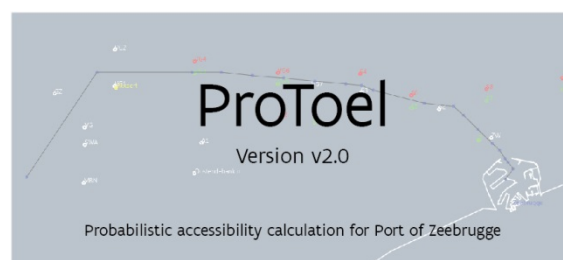 ProToel
Version v2.0
Probabilistic accessibility calculation for Port of Zeebrugge